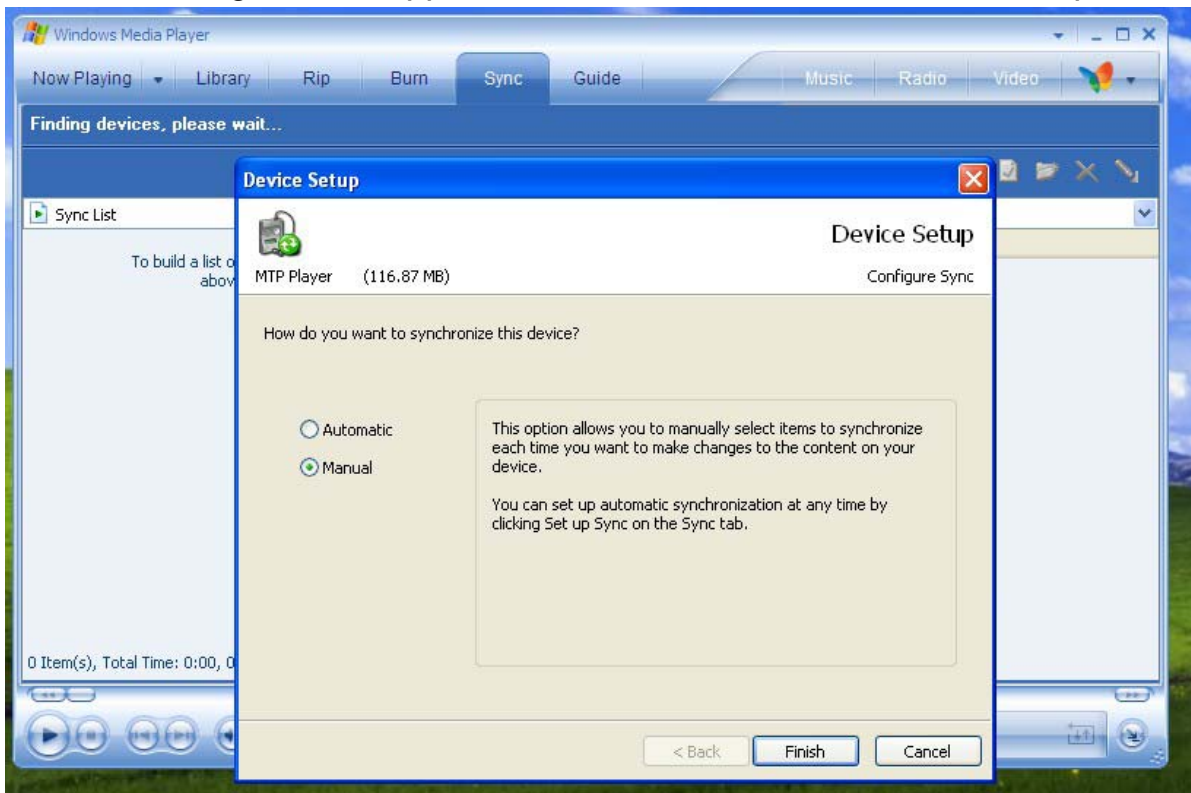 Windows Media Player
Now Playing Library Rip Burn Sync Guide Music Radio Video
Finding devices, please wait...
Device Setup
Sync List
Device Setup
To build a list o
abov
MTP Player (116.87 MB) Configure Sync
How do you want to synchronize this device?
Automatic
Manual
This option allows you to manually select items to synchronize
each time you want to make changes to the content on your
device.
You can set up automatic synchronization at any time by
clicking Set up Sync on the Sync tab.
0 Item(s), Total Time: 0:00, 0
< Back Finish Cancel